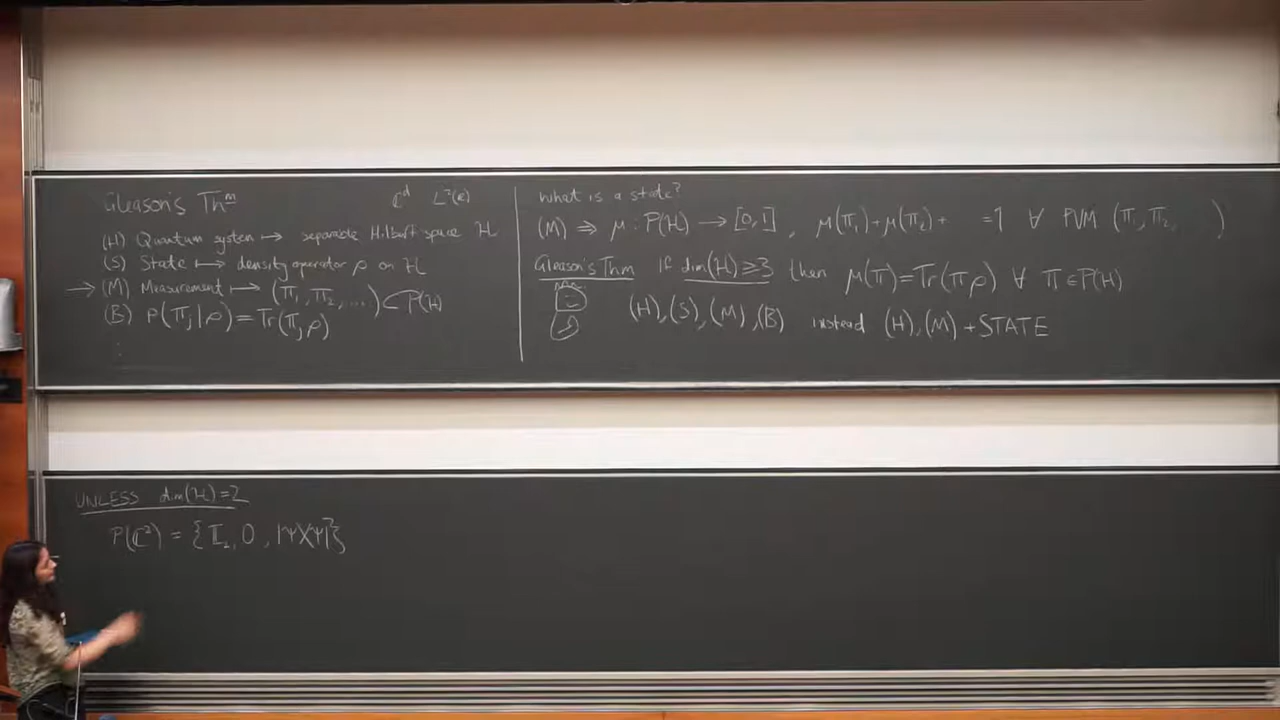 Gleason's Thᵐ ℂᵈ L²(ℝ)
(H) Quantum system ↦ separable Hilbert space ℋ
(S) State ↦ density operator ρ on ℋ
→ (M) Measurement ↦ (Π₁, Π₂, ...) ⊂ P(ℋ)
(B) P(Πⱼ|ρ) = Tr(Πⱼρ)
⋮
What is a state?
(M) ⇒ μ : P(ℋ) → [0,1], μ(Π₁)+μ(Π₂)+ =1 ∀ PVM (Π₁, Π₂, )
Gleason's Thm If dim(ℋ)≥3 then μ(Π)=Tr(Πρ) ∀ Π∈P(ℋ)
(H),(S),(M),(B) instead (H),(M) + STATE
UNLESS dim(ℋ)=2
P(ℂ²) = {𝕀₂, 0, |ψ⟩⟨ψ|}